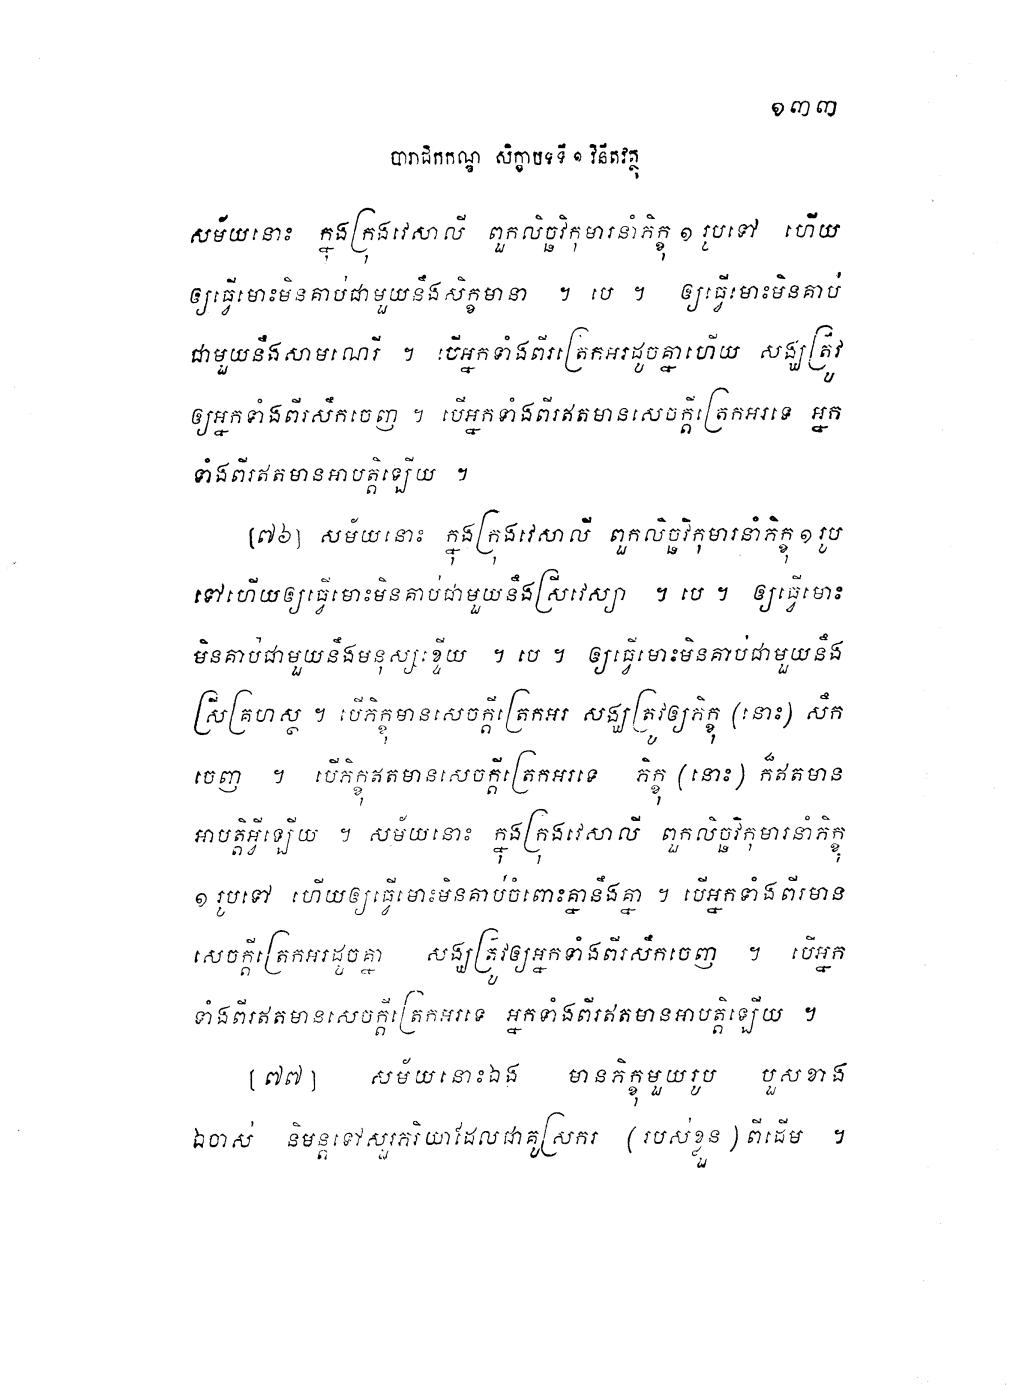 ១៣៣
បារាជិកកណ្ឌ សិក្ខាបទទី ១ វិនីតវត្ថុ
សម័យនោះ ក្នុងក្រុងវេសាលី ពួកលិច្ឆវិកុមារនាំភិក្ខុ ១ រូបទៅ ហើយ
ឲ្យធ្វើមោះមិនគាប់ជាមួយនឹងសិក្ខមានា ។ បេ ។ ឲ្យធ្វើមោះមិនគាប់
ជាមួយនឹងសាមណេរី ។ បើអ្នកទាំងពីរត្រេកអរដូចគ្នាហើយ សង្ឃត្រូវ
ឲ្យអ្នកទាំងពីរសឹកចេញ ។ បើអ្នកទាំងពីរឥតមានសេចក្តីត្រេកអរទេ អ្នក
ទាំងពីរឥតមានអាបត្តិឡើយ ។
[៧៦] សម័យនោះ ក្នុងក្រុងវេសាលី ពួកលិច្ឆវិកុមារនាំភិក្ខុ ១ រូប
ទៅហើយឲ្យធ្វើមោះមិនគាប់ជាមួយនឹងស្រីវេស្យា ។ បេ ។ ឲ្យធ្វើមោះ
មិនគាប់ជាមួយនឹងមនុស្សខ្ទើយ ។ បេ ។ ឲ្យធ្វើមោះមិនគាប់ជាមួយនឹង
ស្រីគ្រហស្ថ ។ បើភិក្ខុមានសេចក្តីត្រេកអរ សង្ឃត្រូវឲ្យភិក្ខុ (នោះ) សឹក
ចេញ ។ បើភិក្ខុឥតមានសេចក្តីត្រេកអរទេ ភិក្ខុ (នោះ) ក៏ឥតមាន
អាបត្តិអ្វីឡើយ ។ សម័យនោះ ក្នុងក្រុងវេសាលី ពួកលិច្ឆវិកុមារនាំភិក្ខុ
១ រូបទៅ ហើយឲ្យធ្វើមោះមិនគាប់ចំពោះគ្នានឹងគ្នា ។ បើអ្នកទាំងពីរមាន
សេចក្តីត្រេកអរដូចគ្នា សង្ឃត្រូវឲ្យអ្នកទាំងពីរសឹកចេញ ។ បើអ្នក
ទាំងពីរឥតមានសេចក្តីត្រេកអរទេ អ្នកទាំងពីរឥតមានអាបត្តិឡើយ ។
[៧៧] សម័យនោះឯង មានភិក្ខុមួយរូប បួសខាង
ឯចាស់ និមន្តទៅសួរភរិយាដែលជាគូស្រករ (របស់ខ្លួន) ពីដើម ។